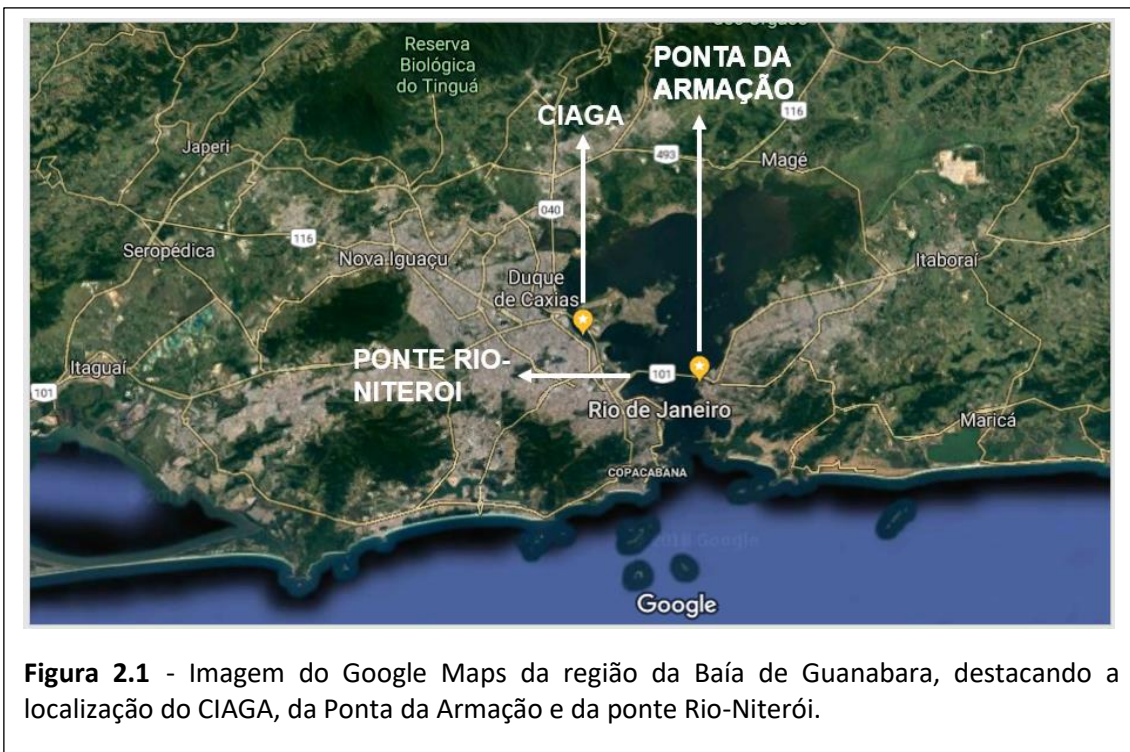 Reserva
Biológica
do Tinguá
PONTA DA
ARMAÇÃO
CIAGA
116
Japeri
493
Magé
040
Seropédica
116
Nova Iguaçu
Itaboraí
Duque
de Caxias
PONTE RIO-
NITEROI
Itaguaí
101
101
Rio de Janeiro
Maricá
COPACABANA
Google
Figura 2.1 - Imagem do Google Maps da região da Baía de Guanabara, destacando a
localização do CIAGA, da Ponta da Armação e da ponte Rio-Niterói.